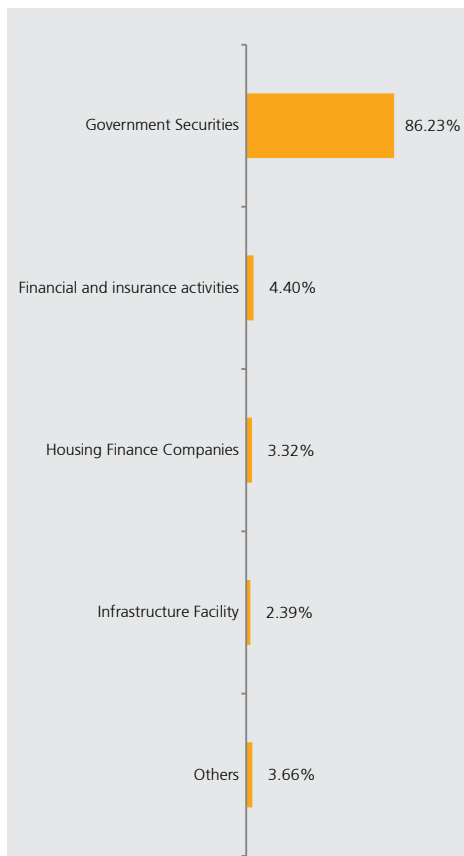 Government Securities 86.23%
Financial and insurance activities 4.40%
Housing Finance Companies 3.32%
Infrastructure Facility 2.39%
Others 3.66%